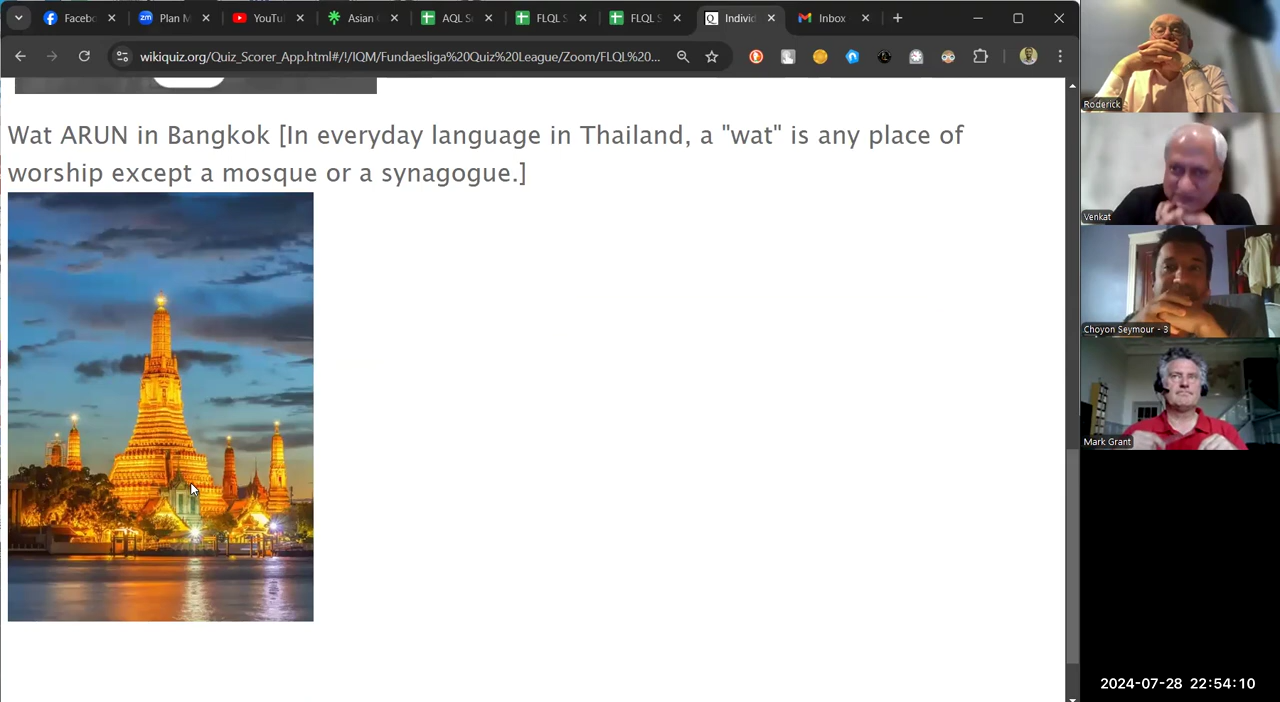 Facebo
Plan M
YouTu
Asian
AQL S
FLQL S
FLQL S
Individ
Inbox
wikiquiz.org/Quiz_Scorer_App.html#/!/IQM/Fundaesliga%20Quiz%20League/Zoom/FLQL%20...
Wat ARUN in Bangkok [In everyday language in Thailand, a "wat" is any place of
worship except a mosque or a synagogue.]
Roderick
Venkat
Choyon Seymour - 3
Mark Grant
2024-07-28 22:54:10